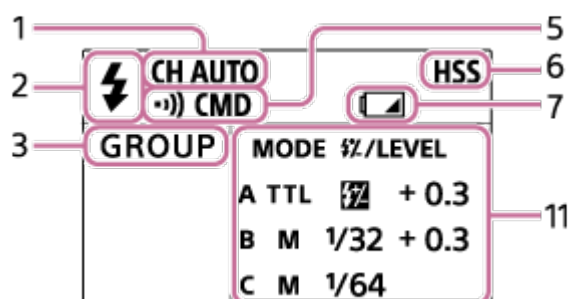 1
5
2
CH AUTO
HSS
6
•))) CMD
7
3
GROUP
MODE /LEVEL
A TTL + 0.3
11
B M 1/32 + 0.3
C M 1/64